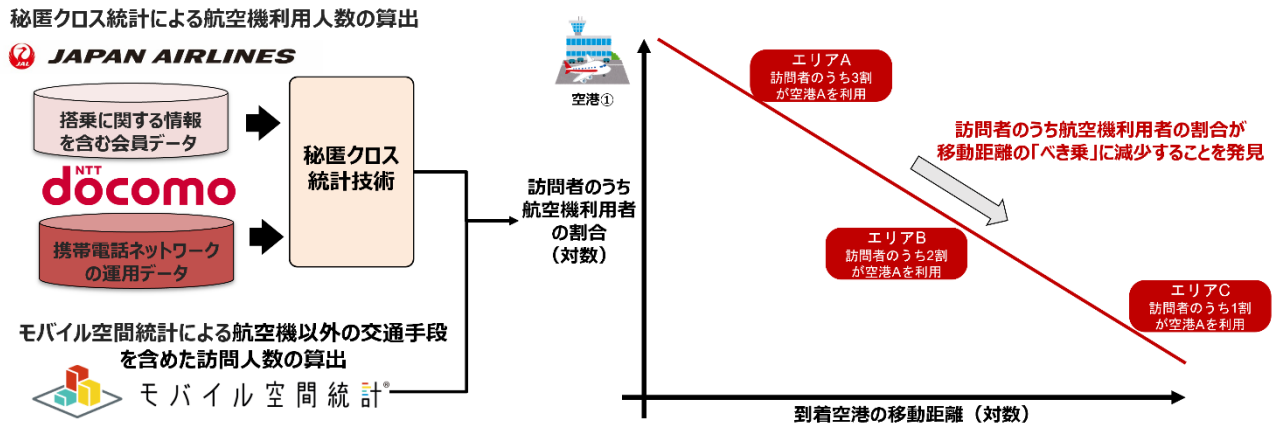 秘匿クロス統計による航空機利用人数の算出
JAL
JAPAN AIRLINES
搭乗に関する情報
を含む会員データ
NTT
docomo
携帯電話ネットワーク
の運用データ
秘匿クロス
統計技術
モバイル空間統計による航空機以外の交通手段
を含めた訪問人数の算出
モバイル空間統計®
訪問者のうち
航空機利用者
の割合
（対数）
空港①
エリアA
訪問者のうち3割
が空港Aを利用
訪問者のうち航空機利用者の割合が
移動距離の「べき乗」に減少することを発見
エリアB
訪問者のうち2割
が空港Aを利用
エリアC
訪問者のうち1割
が空港Aを利用
到着空港の移動距離（対数）